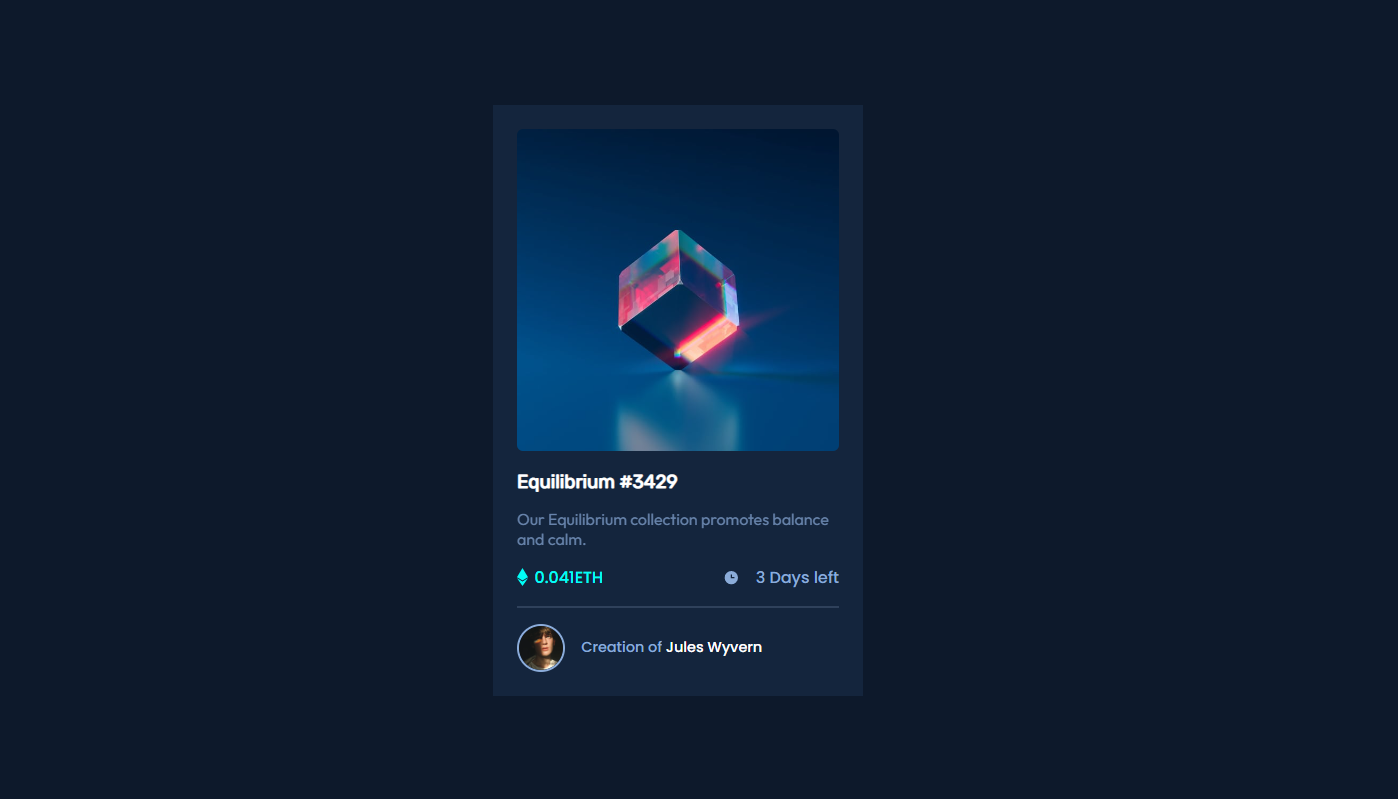 Equilibrium #3429
Our Equilibrium collection promotes balance
and calm.
0.041ETH
3 Days left
Creation of Jules Wyvern